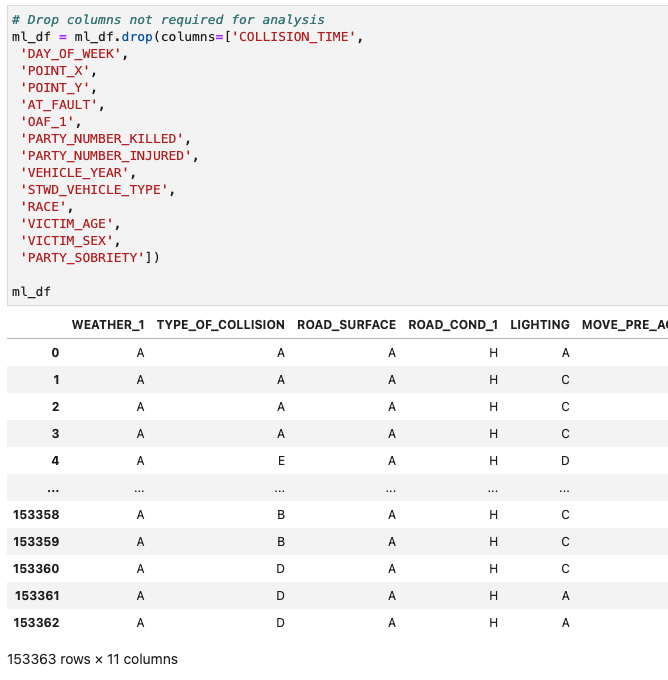 # Drop columns not required for analysis
ml_df = ml_df.drop(columns=['COLLISION_TIME',
'DAY_OF_WEEK',
'POINT_X',
'POINT_Y',
'AT_FAULT',
'OAF_1',
'PARTY_NUMBER_KILLED',
'PARTY_NUMBER_INJURED',
'VEHICLE_YEAR',
'STWD_VEHICLE_TYPE',
'RACE',
'VICTIM_AGE',
'VICTIM_SEX',
'PARTY_SOBRIETY'])
ml_df
WEATHER_1 TYPE_OF_COLLISION ROAD_SURFACE ROAD_COND_1 LIGHTING MOVE_PRE_A
0 A A A H A
1 A A A H C
2 A A A H C
3 A A A H C
4 A E A H D
... ... ... ... ... ...
153358 A B A H C
153359 A B A H C
153360 A D A H C
153361 A D A H A
153362 A D A H A
153363 rows × 11 columns